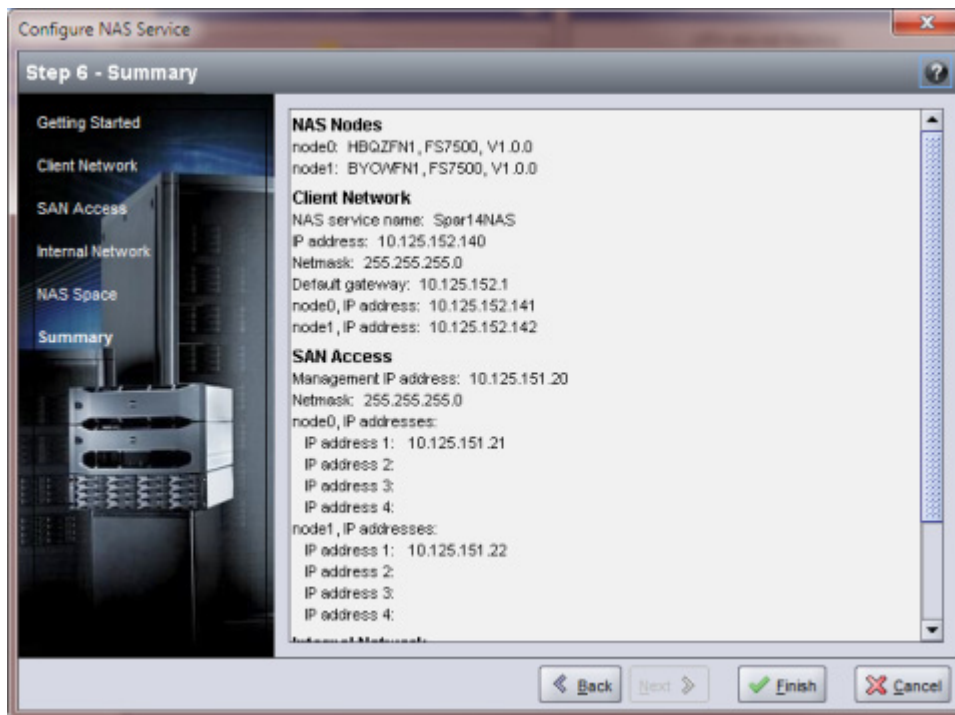 Configure NAS Service
Step 6 - Summary
?
Getting Started
Client Network
SAN Access
Internal Network
NAS Space
Summary
NAS Nodes
node0: HBQZFN1, FS7500, V1.0.0
node1: BYCWFN1, FS7500, V1.0.0
Client Network
NAS service name: Spar14NAS
IP address: 10.125.152.140
Netmask: 255.255.255.0
Default gateway: 10.125.152.1
node0, IP address: 10.125.152.141
node1, IP address: 10.125.152.142
SAN Access
Management IP address: 10.125.151.20
Netmask: 255.255.255.0
node0, IP addresses:
IP address 1: 10.125.151.21
IP address 2:
IP address 3:
IP address 4:
node1, IP addresses:
IP address 1: 10.125.151.22
IP address 2:
IP address 3:
IP address 4:
Internal Network
Back Next Finish Cancel